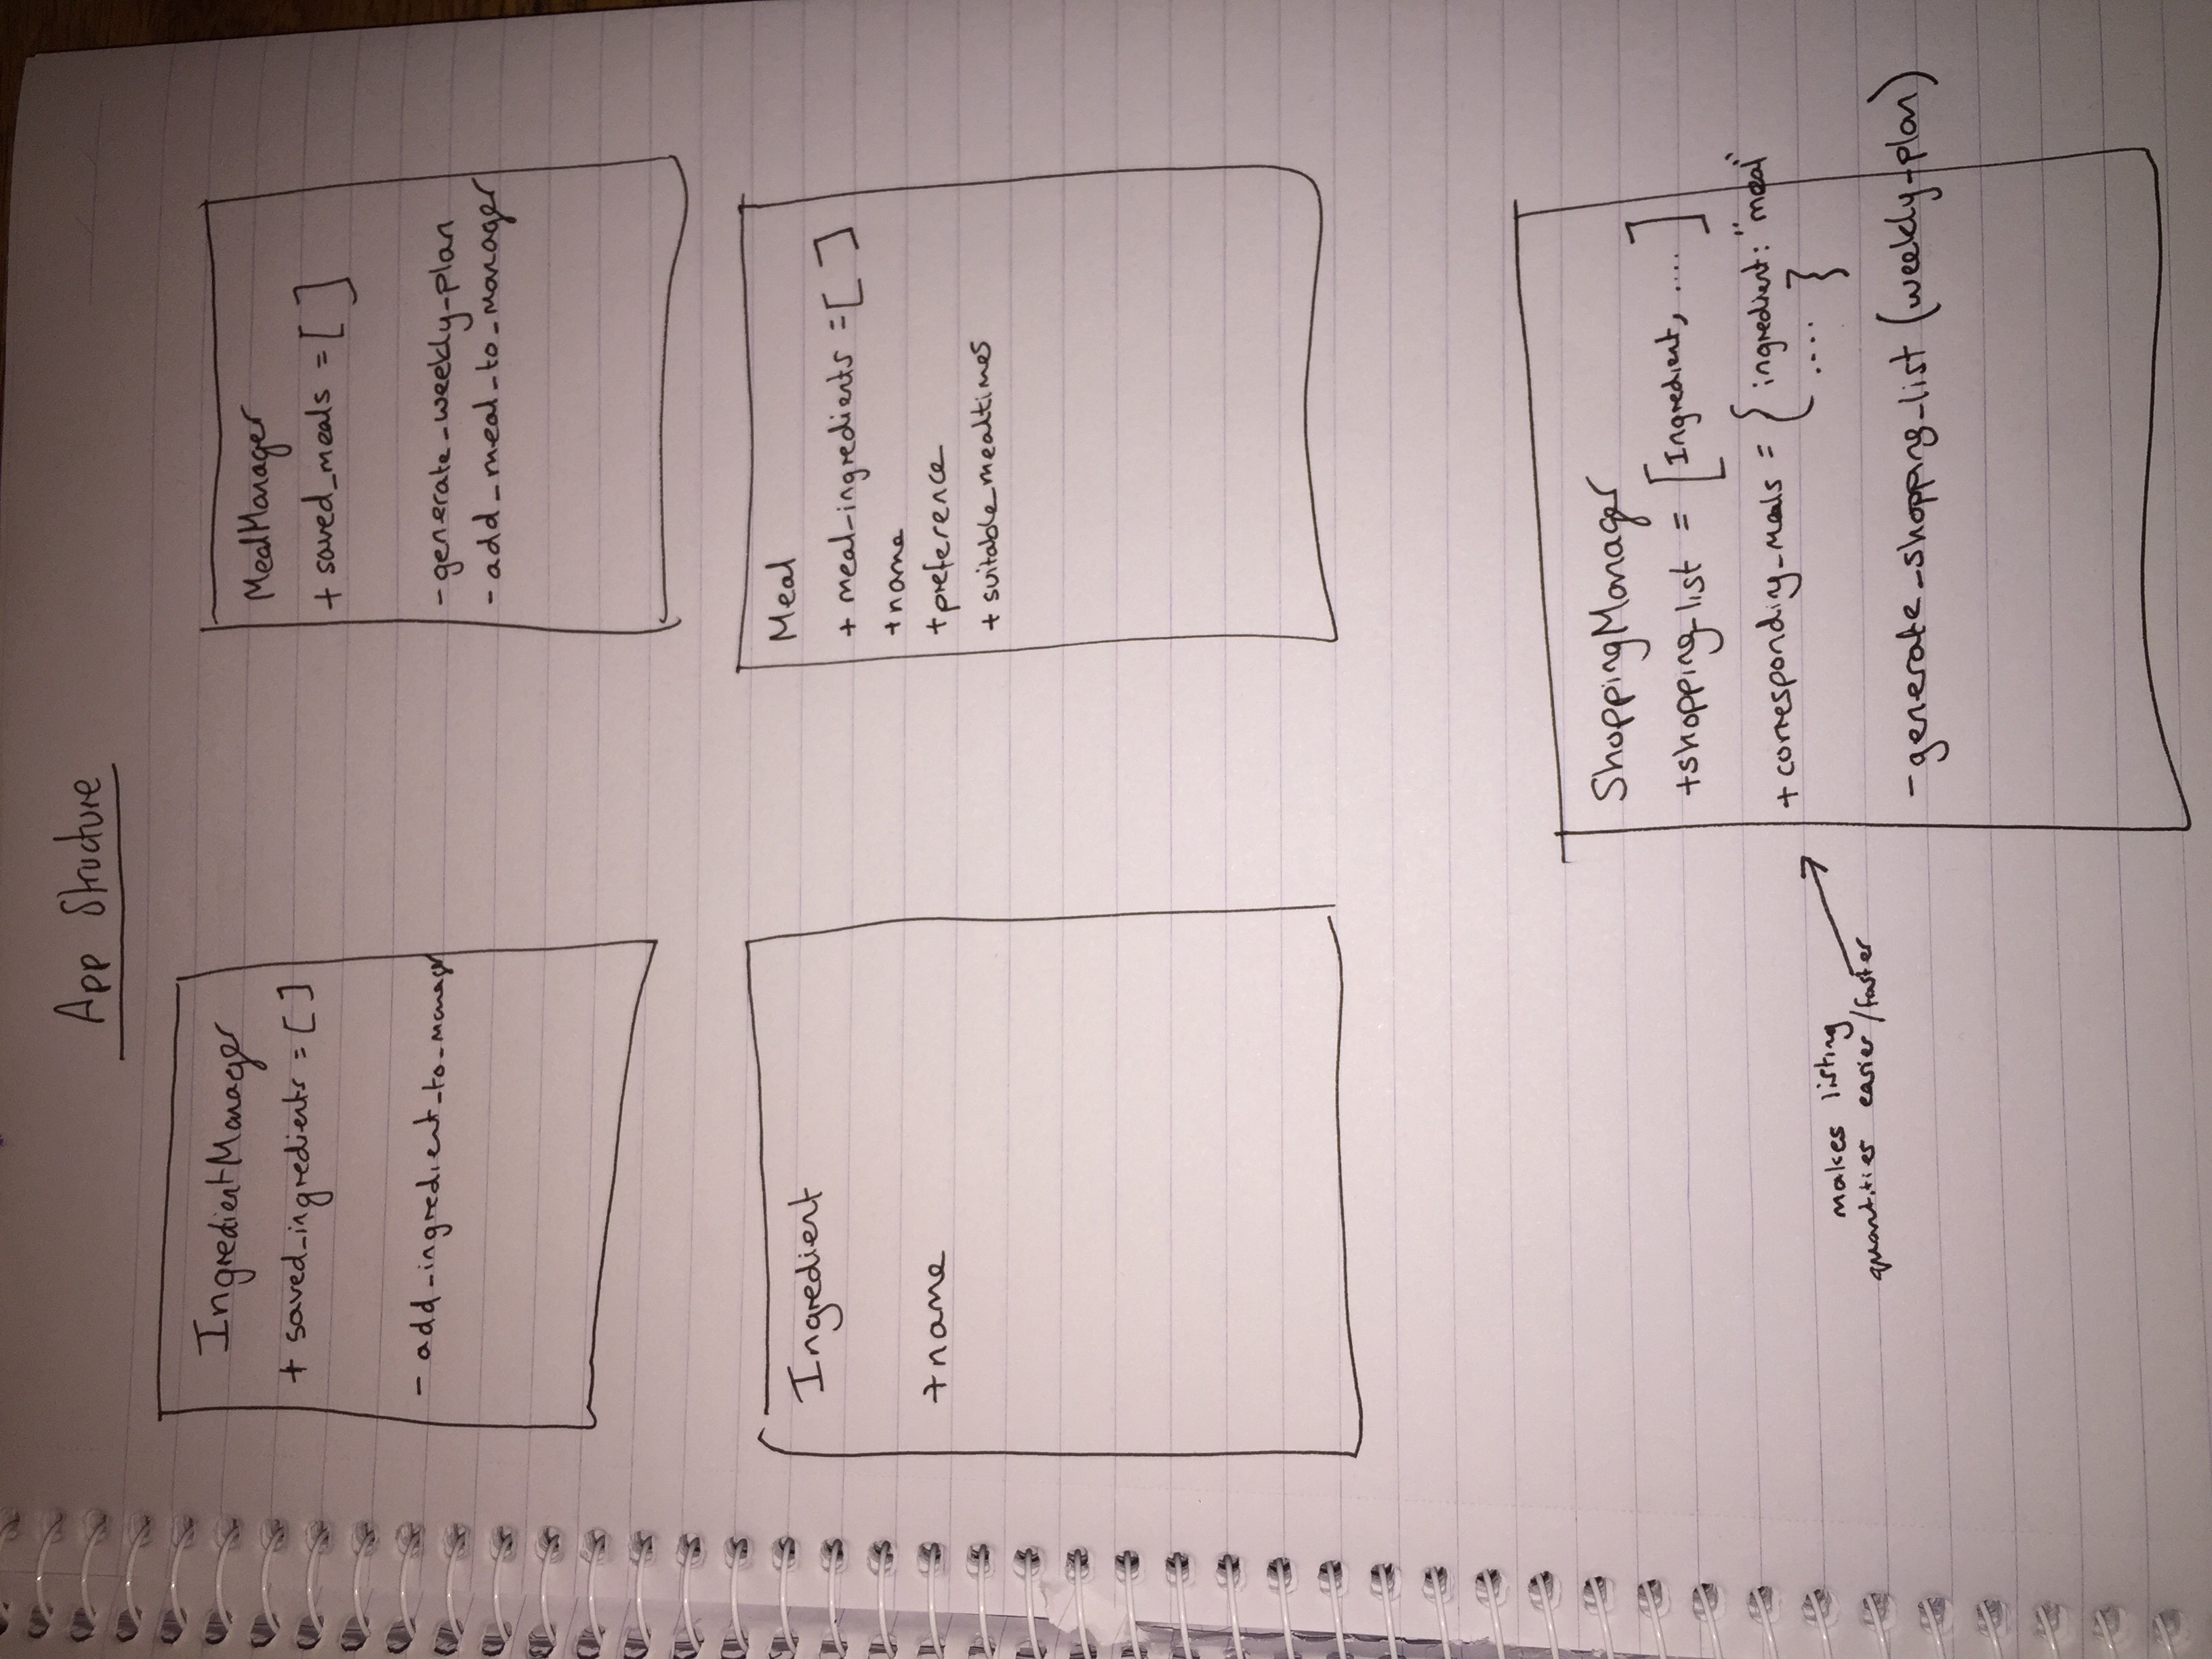 App Structure
IngredientManager
+ saved_ingredients = [ ]
- add_ingredient_to_manager
MealManager
+ saved_meals = [ ]
- generate_weekly_plan
- add_meal_to_manager
Ingredient
+ name
Meal
+ meal_ingredients = [ ]
+ name
+ preference
+ suitable_mealtimes
ShoppingManager
+ shopping_list = [Ingredient, .... ]
+ corresponding_meals = { ingredient: "meal"
.... }
makes listing
quantities easier/faster
- generate_shopping_list (weekly_plan)